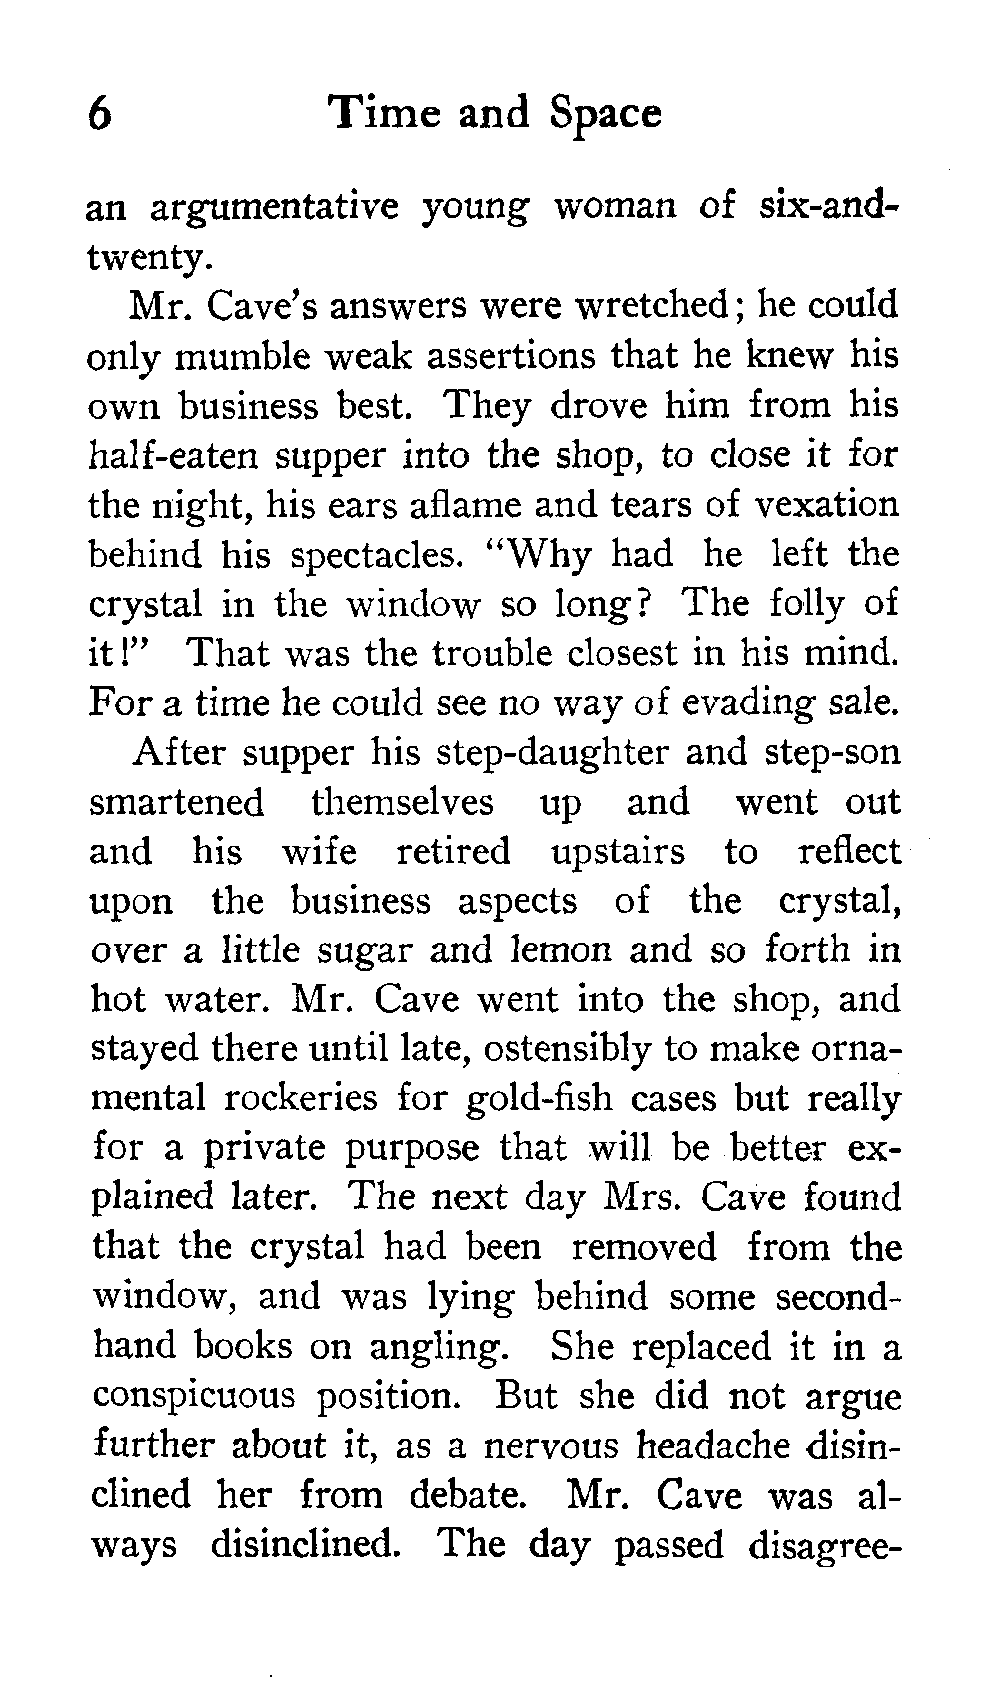 6 Time and Space
an argumentative young woman of six-and-
twenty.
Mr. Cave's answers were wretched; he could
only mumble weak assertions that he knew his
own business best. They drove him from his
half-eaten supper into the shop, to close it for
the night, his ears aflame and tears of vexation
behind his spectacles. "Why had he left the
crystal in the window so long? The folly of
it!" That was the trouble closest in his mind.
For a time he could see no way of evading sale.
After supper his step-daughter and step-son
smartened themselves up and went out
and his wife retired upstairs to reflect
upon the business aspects of the crystal,
over a little sugar and lemon and so forth in
hot water. Mr. Cave went into the shop, and
stayed there until late, ostensibly to make orna-
mental rockeries for gold-fish cases but really
for a private purpose that will be better ex-
plained later. The next day Mrs. Cave found
that the crystal had been removed from the
window, and was lying behind some second-
hand books on angling. She replaced it in a
conspicuous position. But she did not argue
further about it, as a nervous headache disin-
clined her from debate. Mr. Cave was al-
ways disinclined. The day passed disagree-